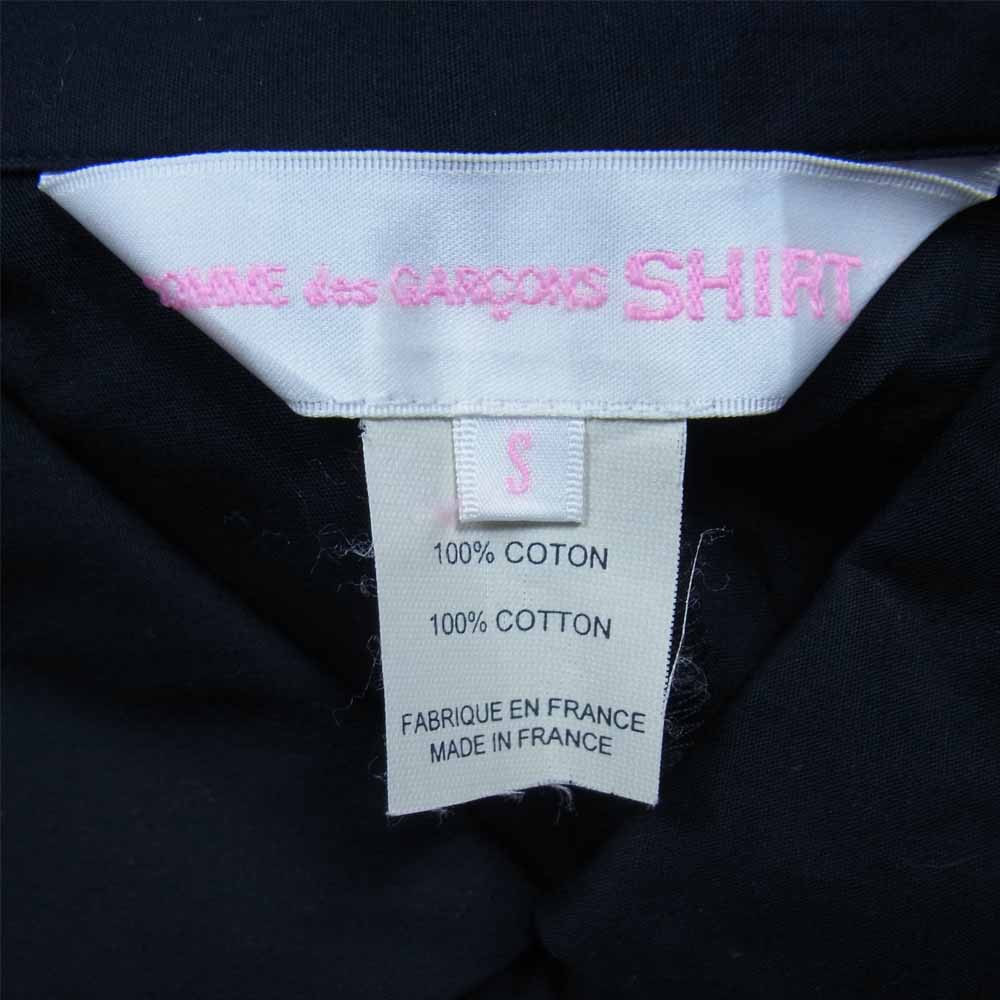 COMME des GARÇONS SHIRT
S
100% COTON
100% COTTON
FABRIQUE EN FRANCE
MADE IN FRANCE